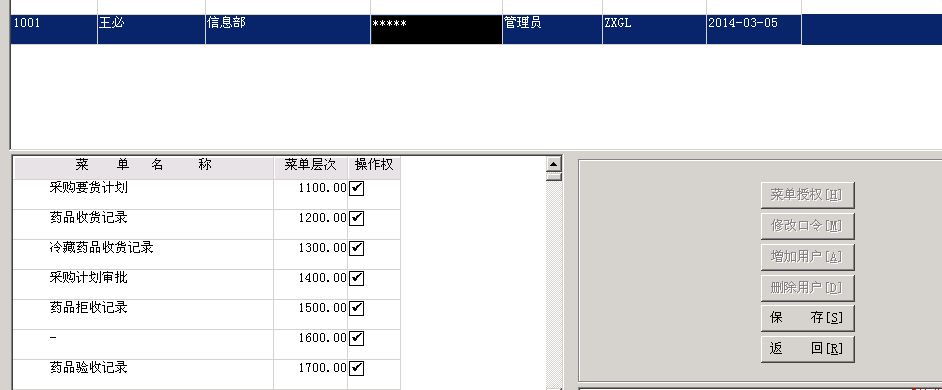 1001 王必 信息部 ***** 管理员 ZXGL 2014-03-05
菜 单 名 称 菜单层次 操作权
采购要货计划 1100.00
药品收货记录 1200.00
冷藏药品收货记录 1300.00
采购计划审批 1400.00
药品拒收记录 1500.00
- 1600.00
药品验收记录 1700.00
菜单授权[H]
修改口令[M]
增加用户[A]
删除用户[D]
保 存[S]
返 回[R]